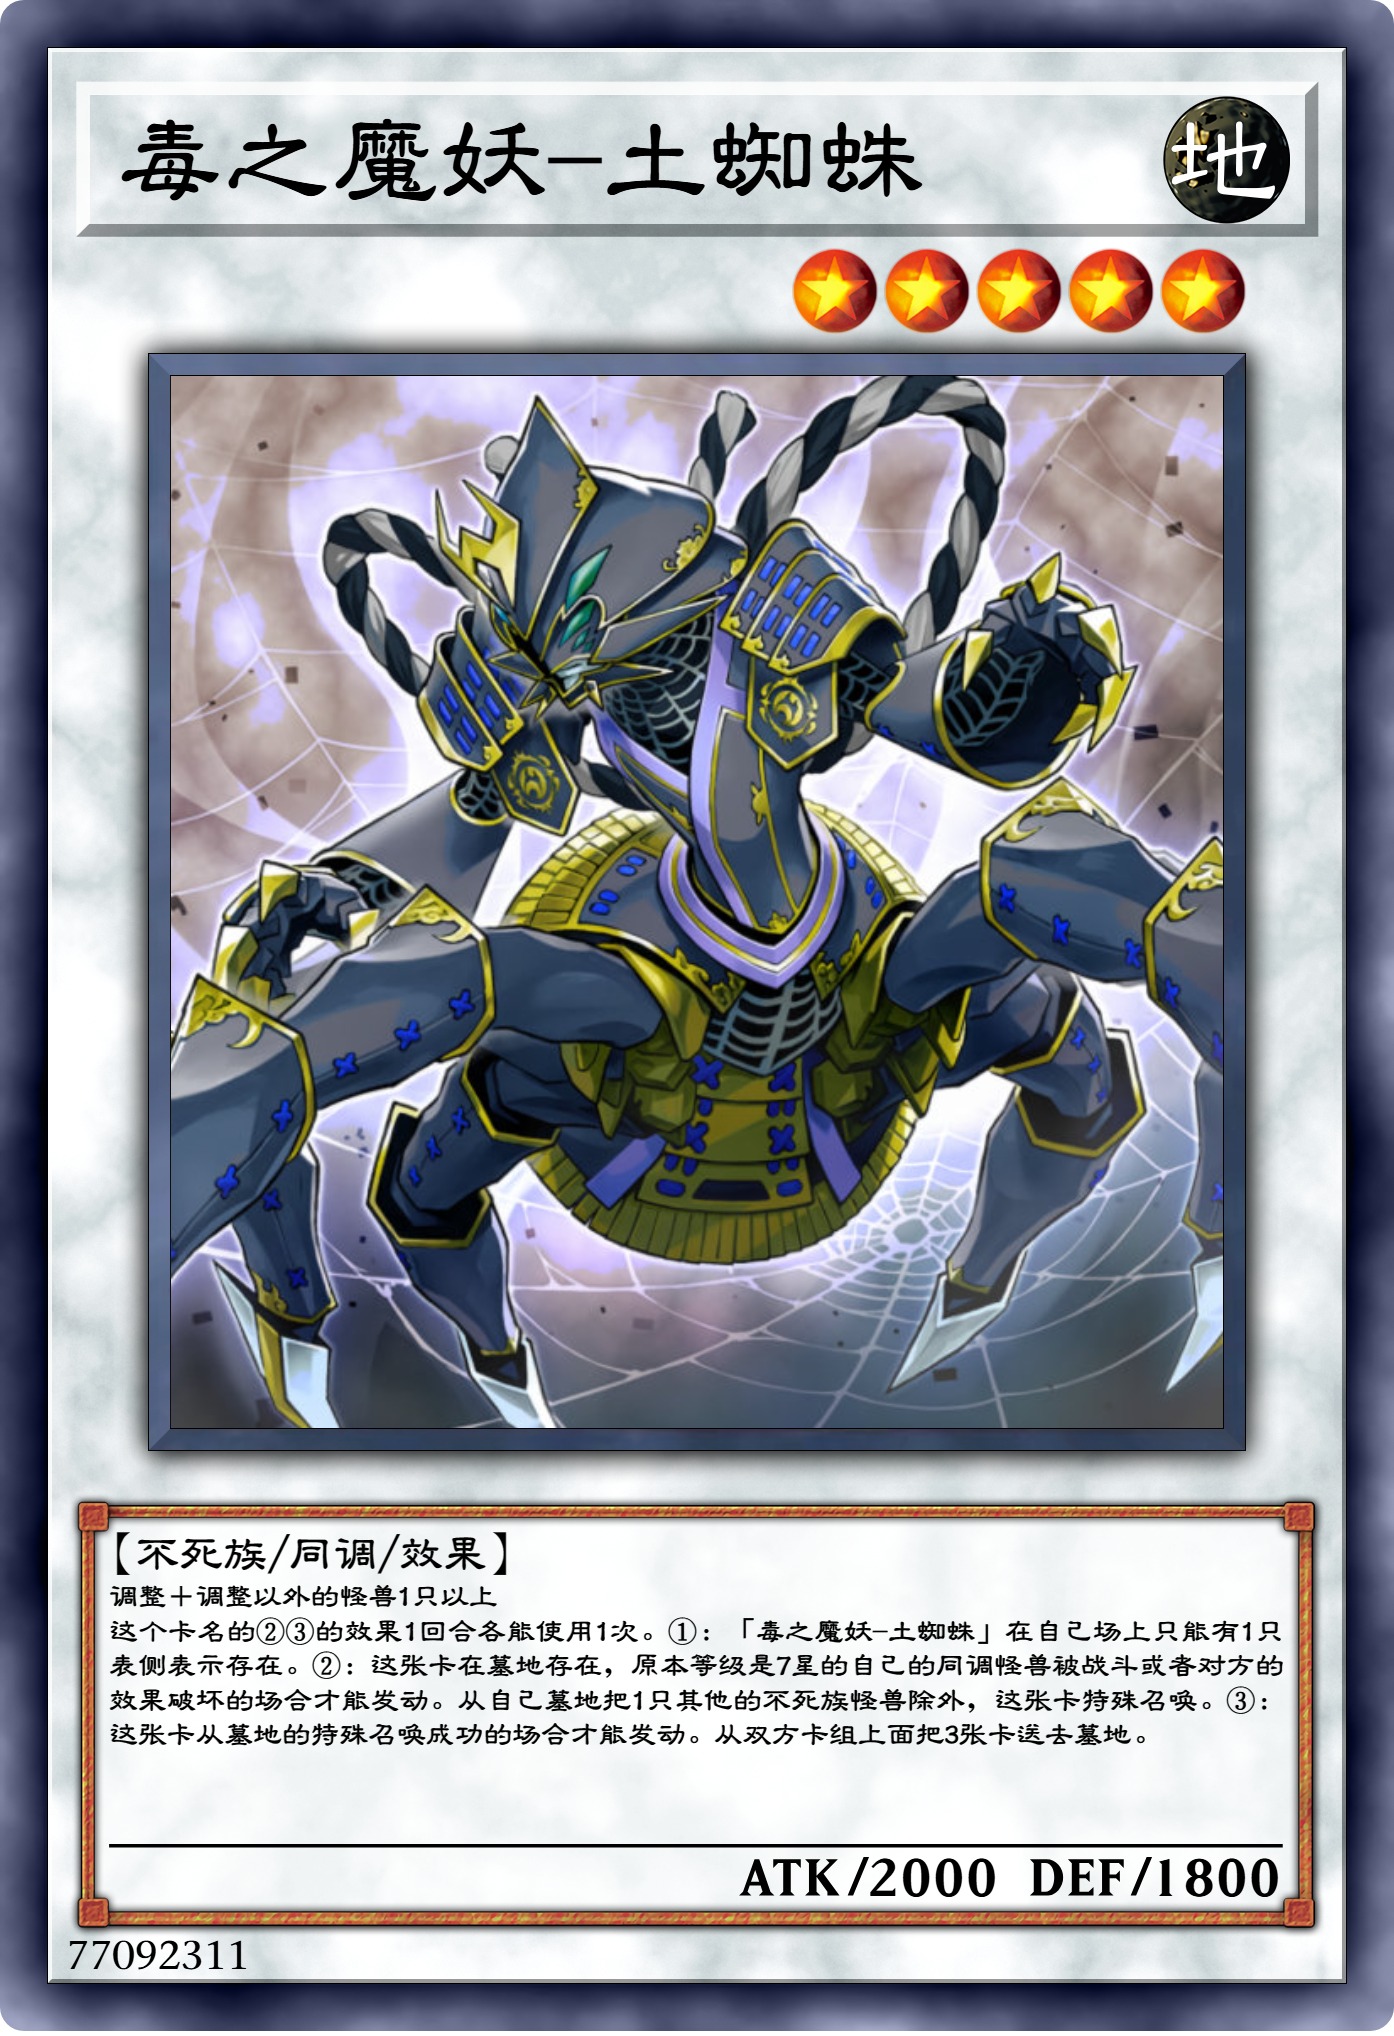 毒之魔妖-土蜘蛛
地
【不死族/同调/效果】
调整＋调整以外的怪兽1只以上
这个卡名的②③的效果1回合各能使用1次。①：「毒之魔妖-土蜘蛛」在自己场上只能有1只
表侧表示存在。②：这张卡在墓地存在，原本等级是7星的自己的同调怪兽被战斗或者对方的
效果破坏的场合才能发动。从自己墓地把1只其他的不死族怪兽除外，这张卡特殊召唤。③：
这张卡从墓地的特殊召唤成功的场合才能发动。从双方卡组上面把3张卡送去墓地。
ATK/2000 DEF/1800
77092311